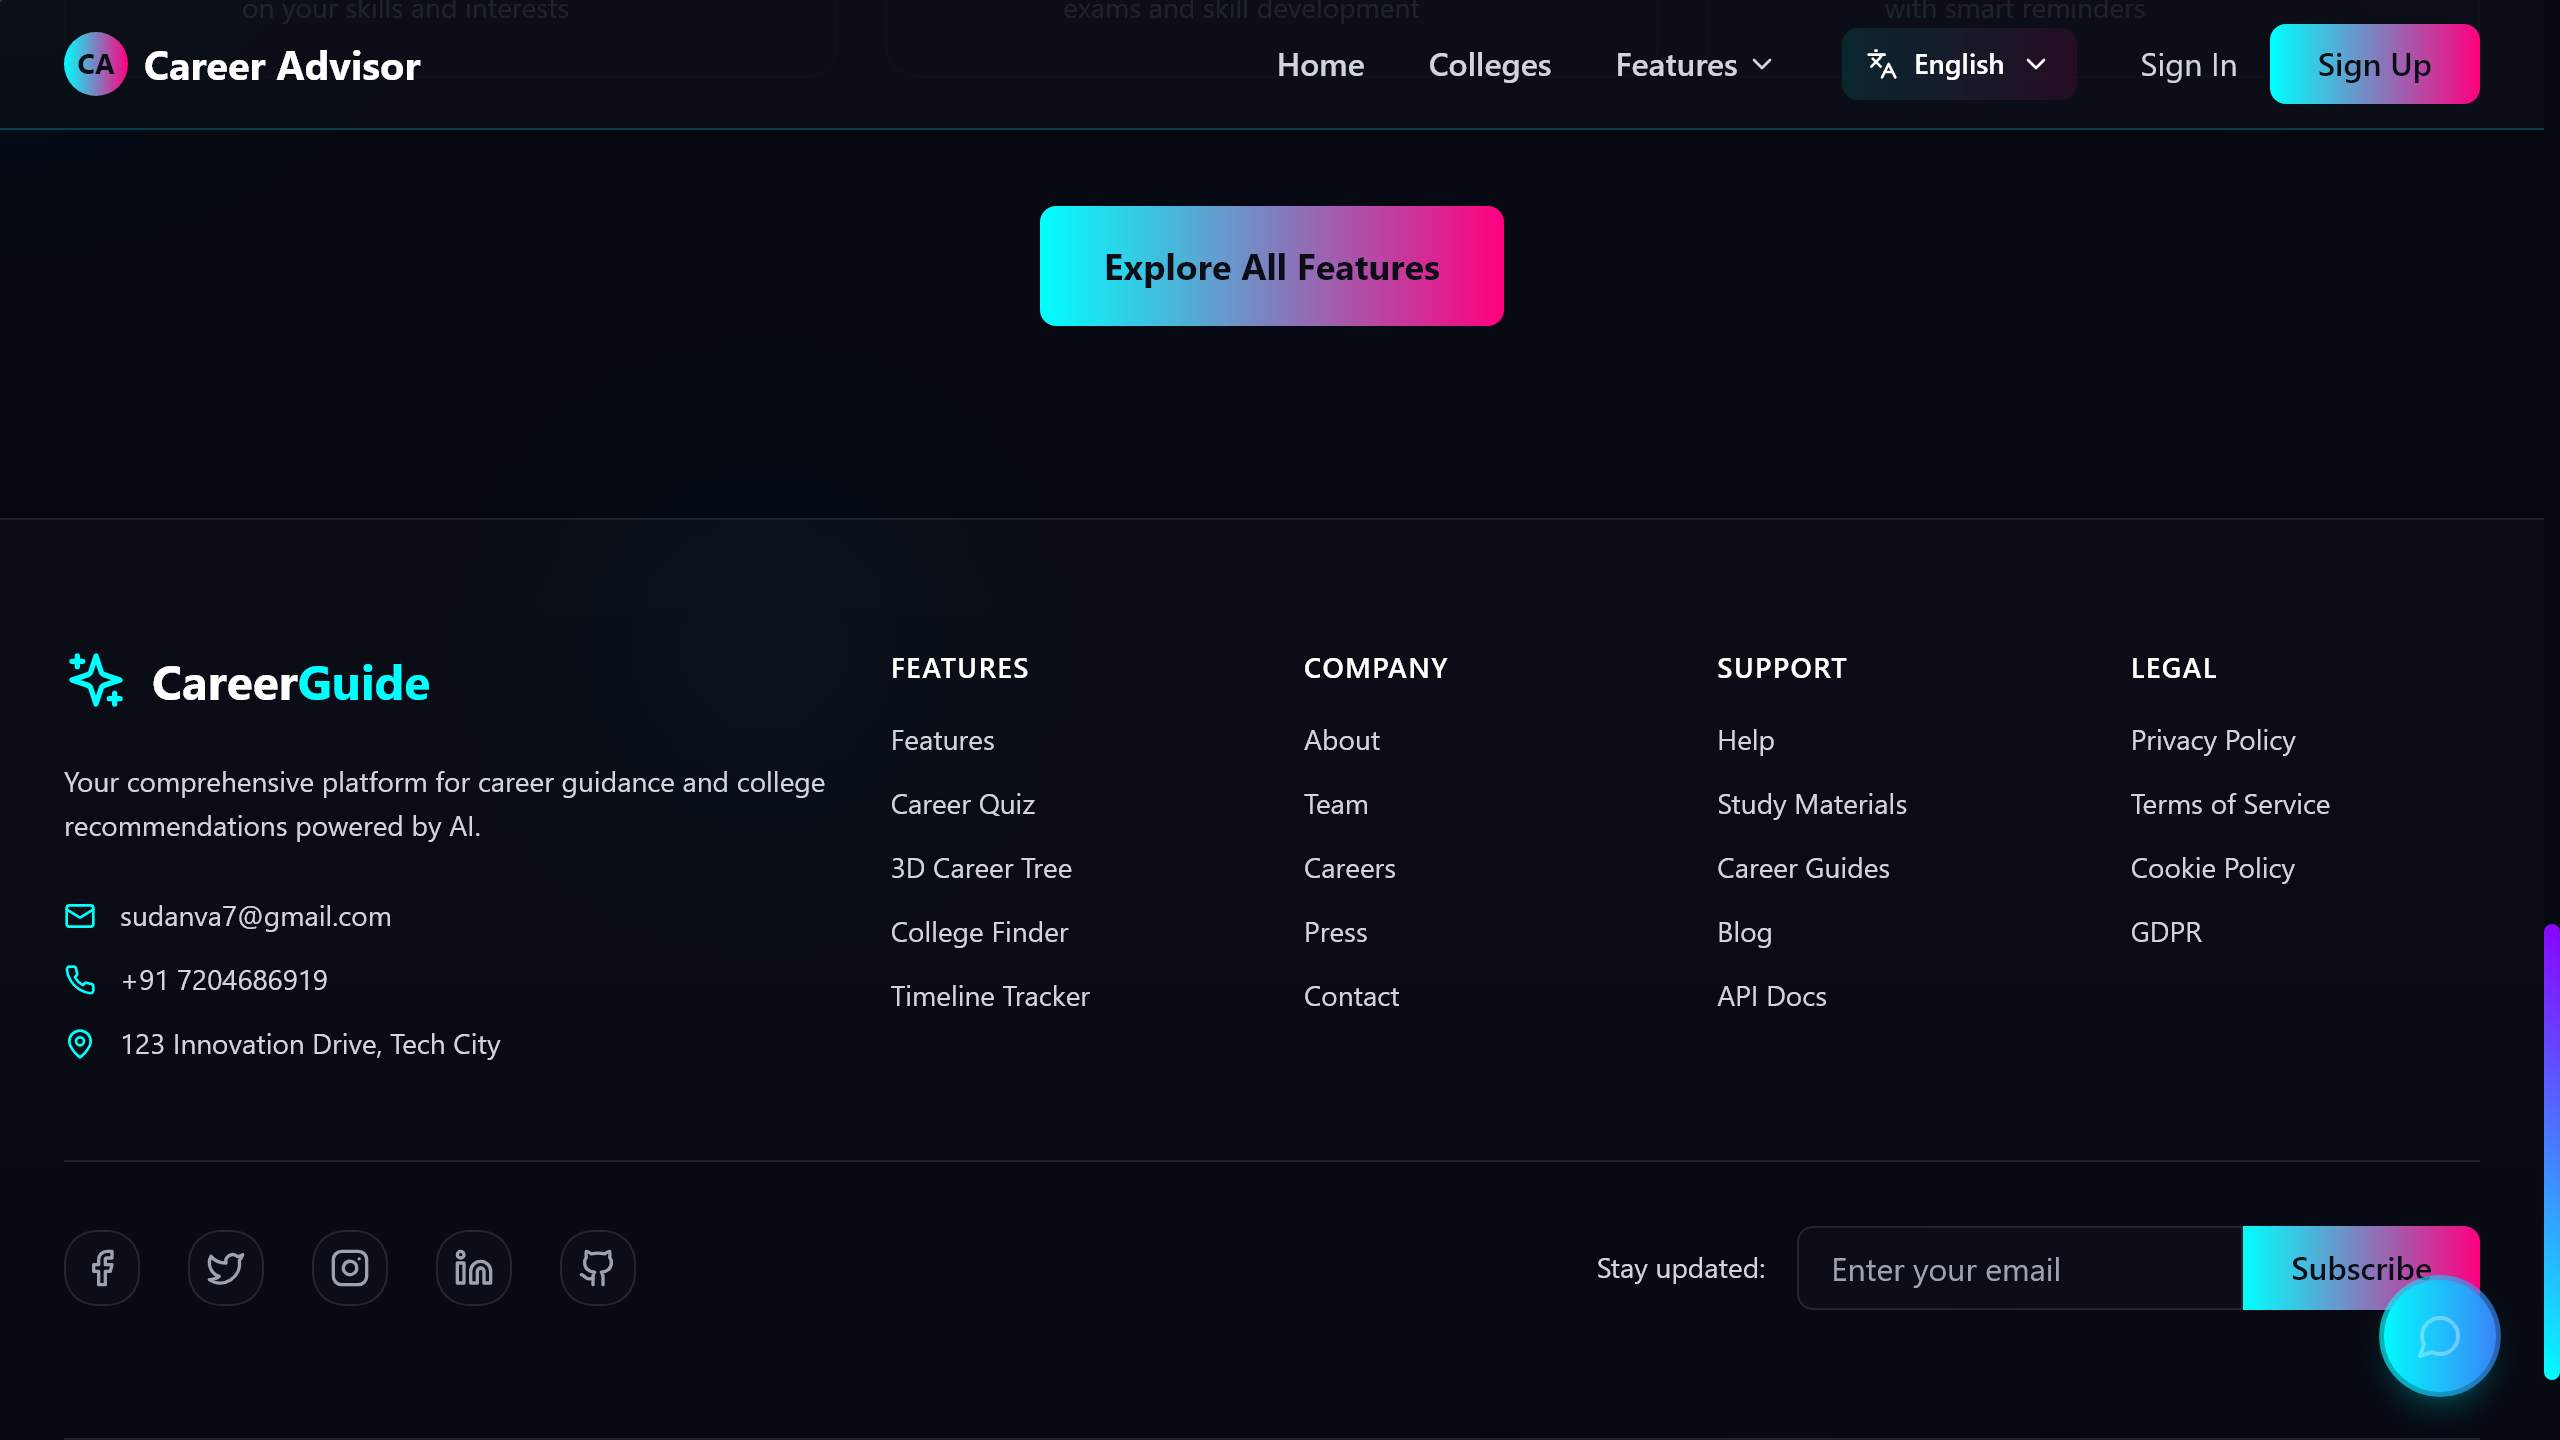 on your skills and interests
exams and skill development
with smart reminders
CA
Career Advisor
Home
Colleges
Features
English
Sign In
Sign Up
Explore All Features
CareerGuide
Your comprehensive platform for career guidance and college
recommendations powered by AI.
sudanva7@gmail.com
+91 7204686919
123 Innovation Drive, Tech City
FEATURES
Features
Career Quiz
3D Career Tree
College Finder
Timeline Tracker
COMPANY
About
Team
Careers
Press
Contact
SUPPORT
Help
Study Materials
Career Guides
Blog
API Docs
LEGAL
Privacy Policy
Terms of Service
Cookie Policy
GDPR
Stay updated:
Enter your email
Subscribe